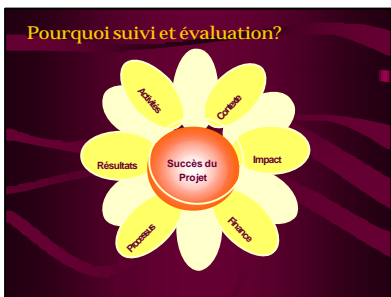 Pourquoi suivi et évaluation?
Activités
Contexte
Résultats
Succès du
Projet
Impact
Processus
Finance